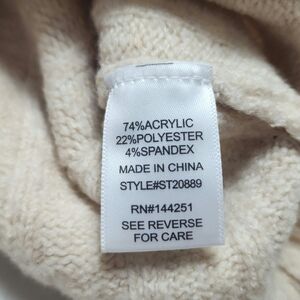 74%ACRYLIC
22%POLYESTER
4%SPANDEX
MADE IN CHINA
STYLE#ST20889
RN#144251
SEE REVERSE
FOR CARE